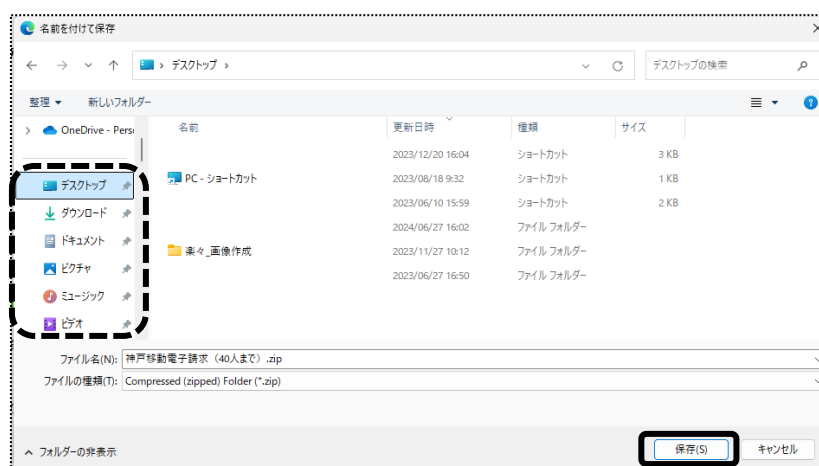 名前を付けて保存
デスクトップ
デスクトップの検索
整理 新しいフォルダー
OneDrive - Pers
名前 更新日時 種類 サイズ
2023/12/20 16:04 ショートカット 3 KB
PC - ショートカット 2023/08/18 9:32 ショートカット 1 KB
2023/06/10 15:59 ショートカット 2 KB
2024/06/27 16:02 ファイル フォルダー
楽々_画像作成 2023/11/27 10:12 ファイル フォルダー
2023/06/27 16:50 ファイル フォルダー
デスクトップ
ダウンロード
ドキュメント
ピクチャ
ミュージック
ビデオ
ファイル名(N): 神戸移動電子請求（40人まで）.zip
ファイルの種類(T): Compressed (zipped) Folder (*.zip)
フォルダーの非表示 保存(S) キャンセル